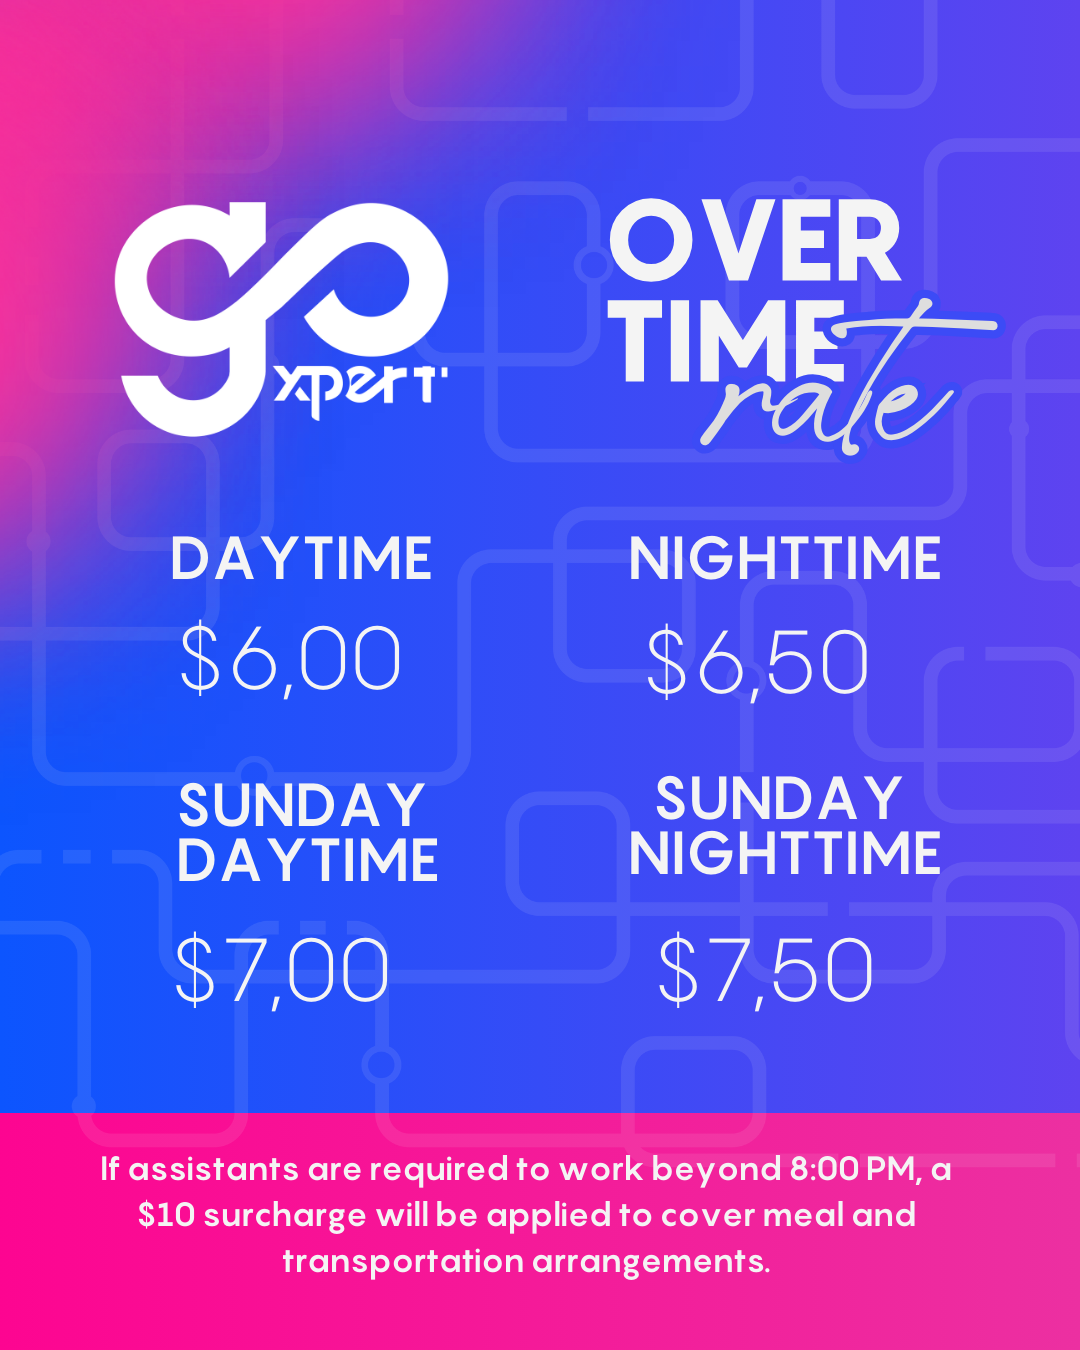 go
xpert
OVER
TIME
rate
DAYTIME
$6,00
NIGHTTIME
$6,50
SUNDAY
DAYTIME
$7,00
SUNDAY
NIGHTTIME
$7,50
If assistants are required to work beyond 8:00 PM, a
$10 surcharge will be applied to cover meal and
transportation arrangements.